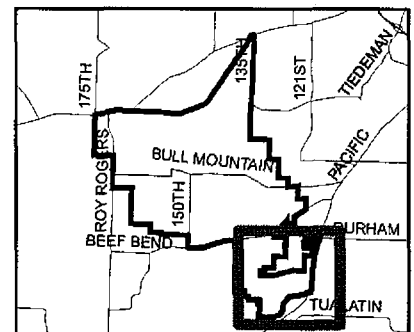 175TH
135TH
121ST
TIEDEMAN
PACIFIC
BULL MOUNTAIN
ROY ROGERS
150TH
BEEF BEND
DURHAM
TUALATIN